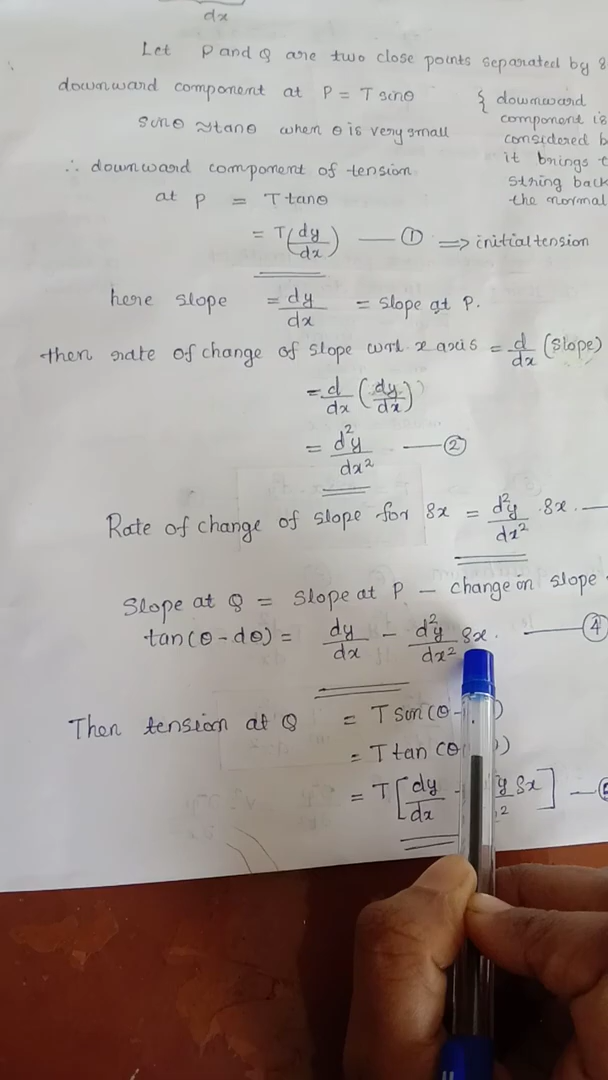 dx
Let P and Q are two close points separated by δ
downward component at P = T sinθ
{ downward
component is
considered b
it brings t
string back
the normal
sinθ ≈ tanθ when θ is very small
∴ downward component of tension
at P = T tanθ
= T(dy/dx) — ① => initial tension
here slope = dy/dx = slope at P.
then rate of change of slope w.r.t. x axis = d/dx (slope)
= d/dx (dy/dx)
= d²y/dx² — ②
Rate of change of slope for δx = d²y/dx² · δx —
Slope at Q = slope at P – change in slope
tan(θ - dθ) = dy/dx - d²y/dx² δx. — ④
Then tension at Q = T sin(θ - )
= T tan (θ )
= T [dy/dx - y δx/ 2] —